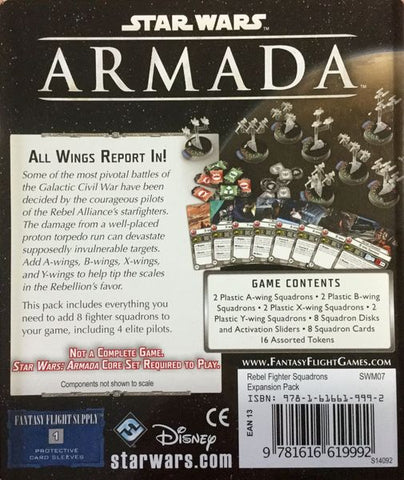 STAR WARS™
ARMADA™
ALL WINGS REPORT IN!
Some of the most pivotal battles of
the Galactic Civil War have been
decided by the courageous pilots
of the Rebel Alliance's starfighters.
The damage from a well-placed
proton torpedo run can devastate
supposedly invulnerable targets.
Add A-wings, B-wings, X-wings,
and Y-wings to help tip the scales
in the Rebellion's favor.
This pack includes everything you
need to add 8 fighter squadrons to
your game, including 4 elite pilots.
NOT A COMPLETE GAME.
STAR WARS: ARMADA CORE SET REQUIRED TO PLAY.
Components not shown to scale
GAME CONTENTS
2 Plastic A-wing Squadrons • 2 Plastic B-wing
Squadrons • 2 Plastic X-wing Squadrons • 2
Plastic Y-wing Squadrons • 8 Squadron Disks
and Activation Sliders • 8 Squadron Cards
16 Assorted Tokens
WWW.FANTASYFLIGHTGAMES.COM
FANTASY FLIGHT SUPPLY
1
PROTECTIVE
CARD SLEEVES
CE
Disney
starwars.com
Rebel Fighter Squadrons SWM07
Expansion Pack
ISBN: 978-1-61661-999-2
EAN 13
9 781616 619992
S14092